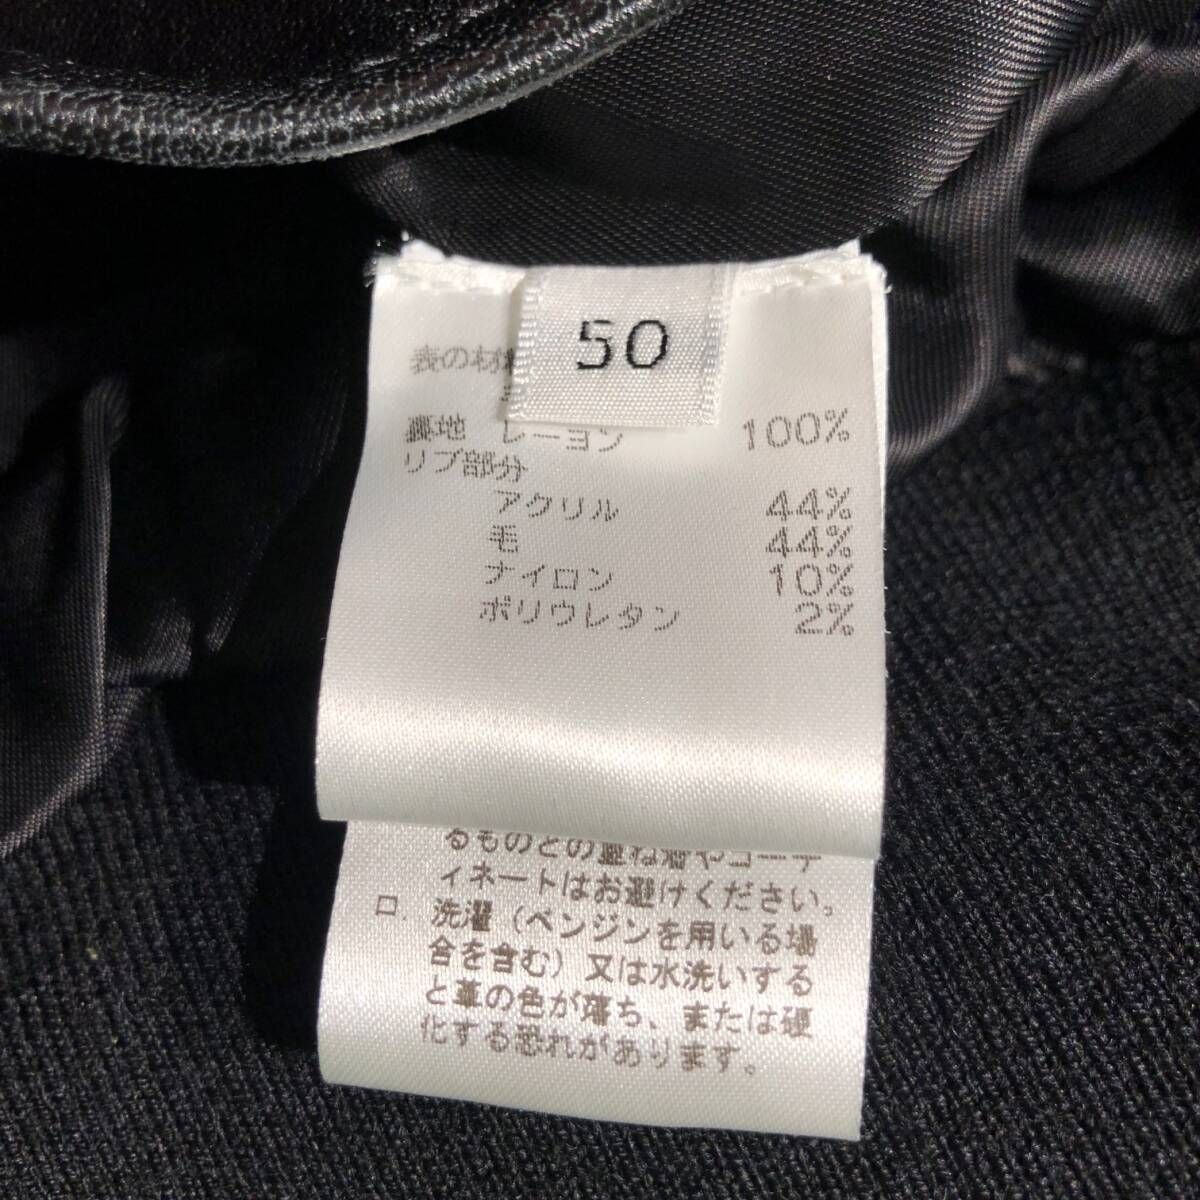 50
表の材
裏地 レーヨン 100%
リブ部分
アクリル 44%
毛 44%
ナイロン 10%
ポリウレタン 2%
るものとの重ね着やコーデ
ィネートはお避けください。
ロ. 洗濯（ベンジンを用いる場
合を含む）又は水洗いする
と革の色が落ち、または硬
化する恐れがあります。